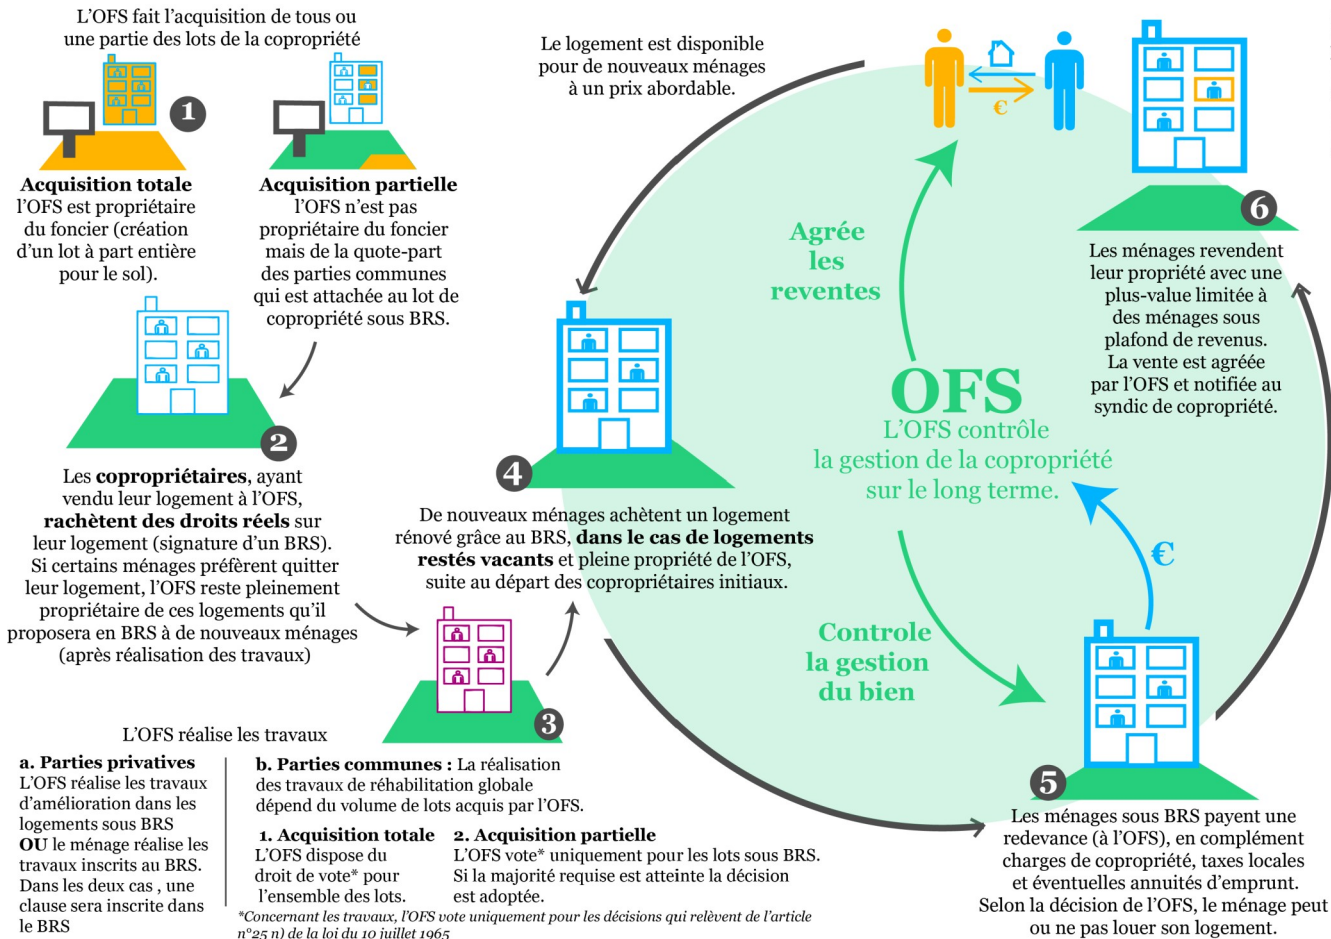 L'OFS fait l'acquisition de tous ou
une partie des lots de la copropriété
1
Acquisition totale
l'OFS est propriétaire
du foncier (création
d'un lot à part entière
pour le sol).
Acquisition partielle
l'OFS n'est pas
propriétaire du foncier
mais de la quote-part
des parties communes
qui est attachée au lot de
copropriété sous BRS.
2
Les copropriétaires, ayant
vendu leur logement à l'OFS,
rachètent des droits réels sur
leur logement (signature d'un BRS).
Si certains ménages préfèrent quitter
leur logement, l'OFS reste pleinement
propriétaire de ces logements qu'il
proposera en BRS à de nouveaux ménages
(après réalisation des travaux)
3
L'OFS réalise les travaux
a. Parties privatives
L'OFS réalise les travaux
d'amélioration dans les
logements sous BRS
OU le ménage réalise les
travaux inscrits au BRS.
Dans les deux cas , une
clause sera inscrite dans
le BRS
b. Parties communes : La réalisation
des travaux de réhabilitation globale
dépend du volume de lots acquis par l'OFS.
1. Acquisition totale
L'OFS dispose du
droit de vote* pour
l'ensemble des lots.
2. Acquisition partielle
L'OFS vote* uniquement pour les lots sous BRS.
Si la majorité requise est atteinte la décision
est adoptée.
*Concernant les travaux, l'OFS vote uniquement pour les décisions qui relèvent de l'article
n°25 n) de la loi du 10 juillet 1965
4
De nouveaux ménages achètent un logement
rénové grâce au BRS, dans le cas de logements
restés vacants et pleine propriété de l'OFS,
suite au départ des copropriétaires initiaux.
Le logement est disponible
pour de nouveaux ménages
à un prix abordable.
€
Agrée
les
reventes
OFS
L'OFS contrôle
la gestion de la copropriété
sur le long terme.
€
Controle
la gestion
du bien
5
Les ménages sous BRS payent une
redevance (à l'OFS), en complément
charges de copropriété, taxes locales
et éventuelles annuités d'emprunt.
Selon la décision de l'OFS, le ménage peut
ou ne pas louer son logement.
6
Les ménages revendent
leur propriété avec une
plus-value limitée à
des ménages sous
plafond de revenus.
La vente est agréée
par l'OFS et notifiée au
syndic de copropriété.